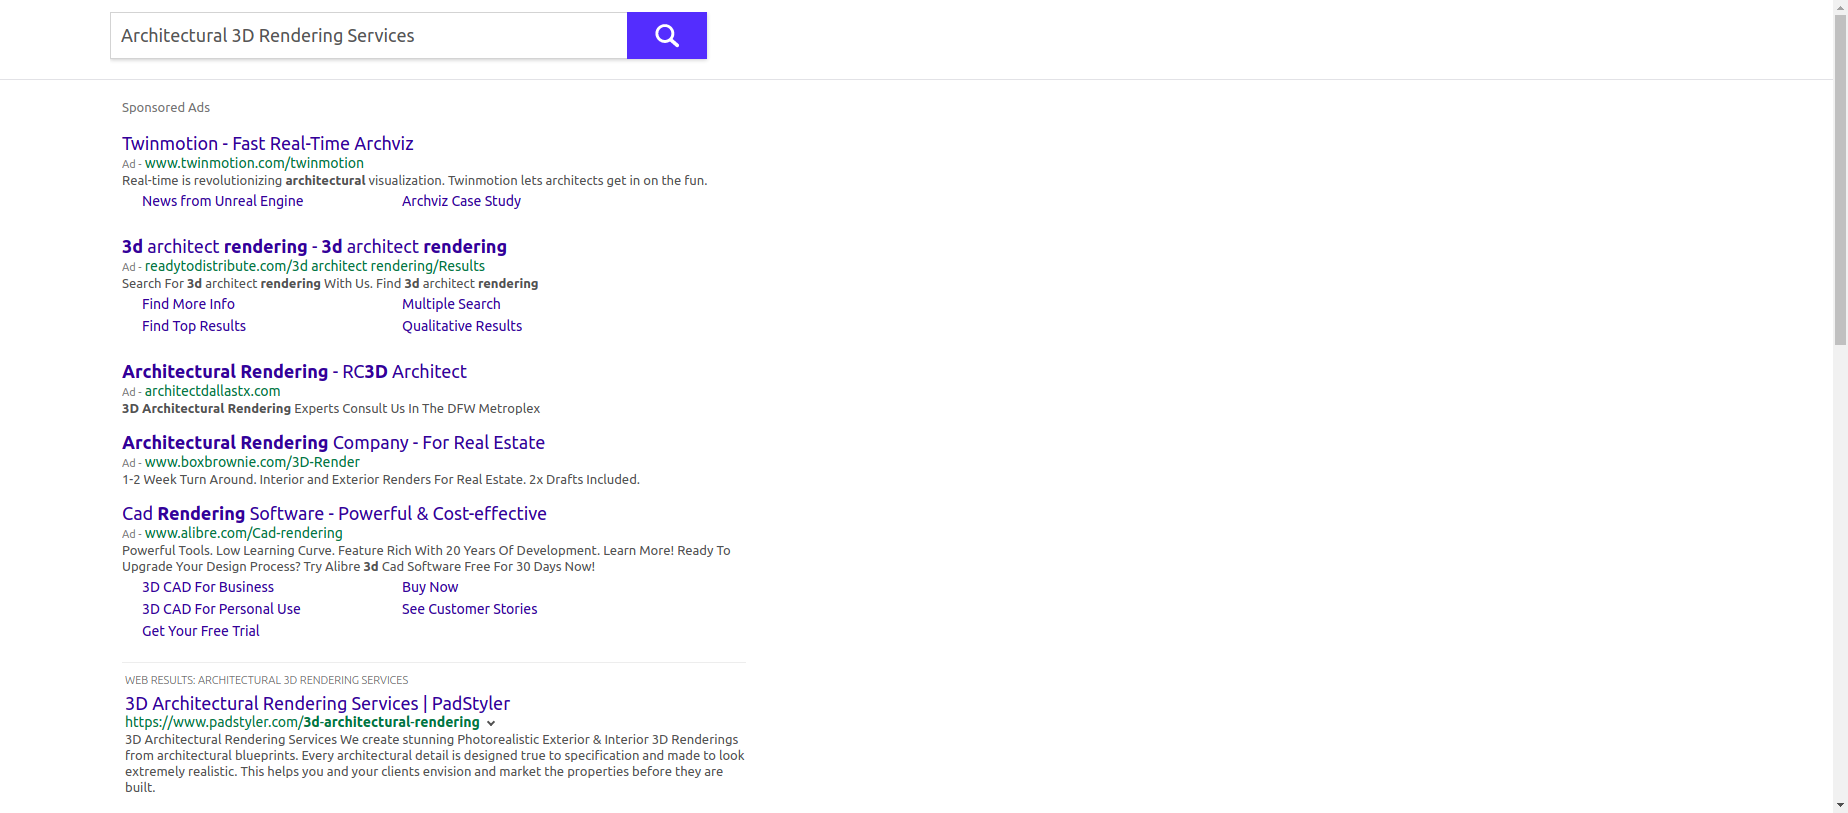 Architectural 3D Rendering Services
Sponsored Ads
Twinmotion - Fast Real-Time Archviz
Ad - www.twinmotion.com/twinmotion
Real-time is revolutionizing architectural visualization. Twinmotion lets architects get in on the fun.
News from Unreal Engine Archviz Case Study
3d architect rendering - 3d architect rendering
Ad - readytodistribute.com/3d architect rendering/Results
Search For 3d architect rendering With Us. Find 3d architect rendering
Find More Info Multiple Search
Find Top Results Qualitative Results
Architectural Rendering - RC3D Architect
Ad - architectdallastx.com
3D Architectural Rendering Experts Consult Us In The DFW Metroplex
Architectural Rendering Company - For Real Estate
Ad - www.boxbrownie.com/3D-Render
1-2 Week Turn Around. Interior and Exterior Renders For Real Estate. 2x Drafts Included.
Cad Rendering Software - Powerful & Cost-effective
Ad - www.alibre.com/Cad-rendering
Powerful Tools. Low Learning Curve. Feature Rich With 20 Years Of Development. Learn More! Ready To
Upgrade Your Design Process? Try Alibre 3d Cad Software Free For 30 Days Now!
3D CAD For Business Buy Now
3D CAD For Personal Use See Customer Stories
Get Your Free Trial
WEB RESULTS: ARCHITECTURAL 3D RENDERING SERVICES
3D Architectural Rendering Services | PadStyler
https://www.padstyler.com/3d-architectural-rendering
3D Architectural Rendering Services We create stunning Photorealistic Exterior & Interior 3D Renderings
from architectural blueprints. Every architectural detail is designed true to specification and made to look
extremely realistic. This helps you and your clients envision and market the properties before they are
built.